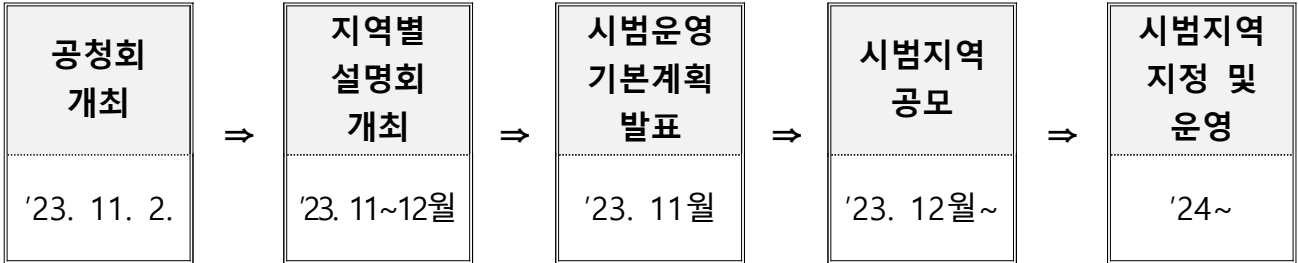 공청회
개최
'23. 11. 2.
⇒
지역별
설명회
개최
'23. 11~12월
⇒
시범운영
기본계획
발표
'23. 11월
⇒
시범지역
공모
'23. 12월~
⇒
시범지역
지정 및
운영
'24~